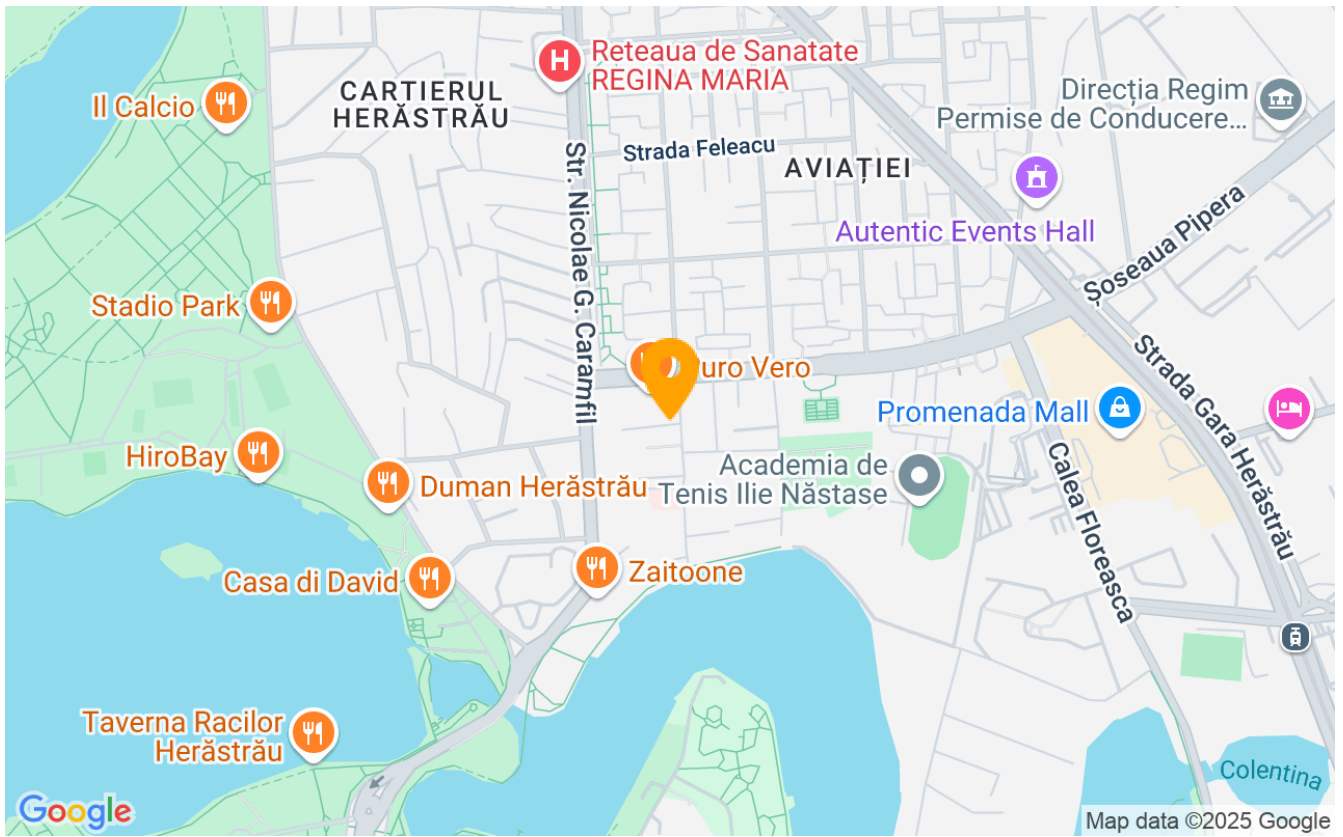 Il Calcio
CARTIERUL
HERĂSTRĂU
Reteaua de Sanatate
REGINA MARIA
H
Strada Feleacu
AVIAȚIEI
Direcția Regim
Permise de Conducere...
Autentic Events Hall
Șoseaua Pipera
Str. Nicolae G. Caramfil
Stadio Park
uro Vero
Promenada Mall
Strada Gara Herăstrău
HiroBay
Duman Herăstrău
Academia de
Tenis Ilie Năstase
Calea Floreasca
Casa di David
Zaitoone
Taverna Racilor
Herăstrău
Colentina
Google
Map data ©2025 Google